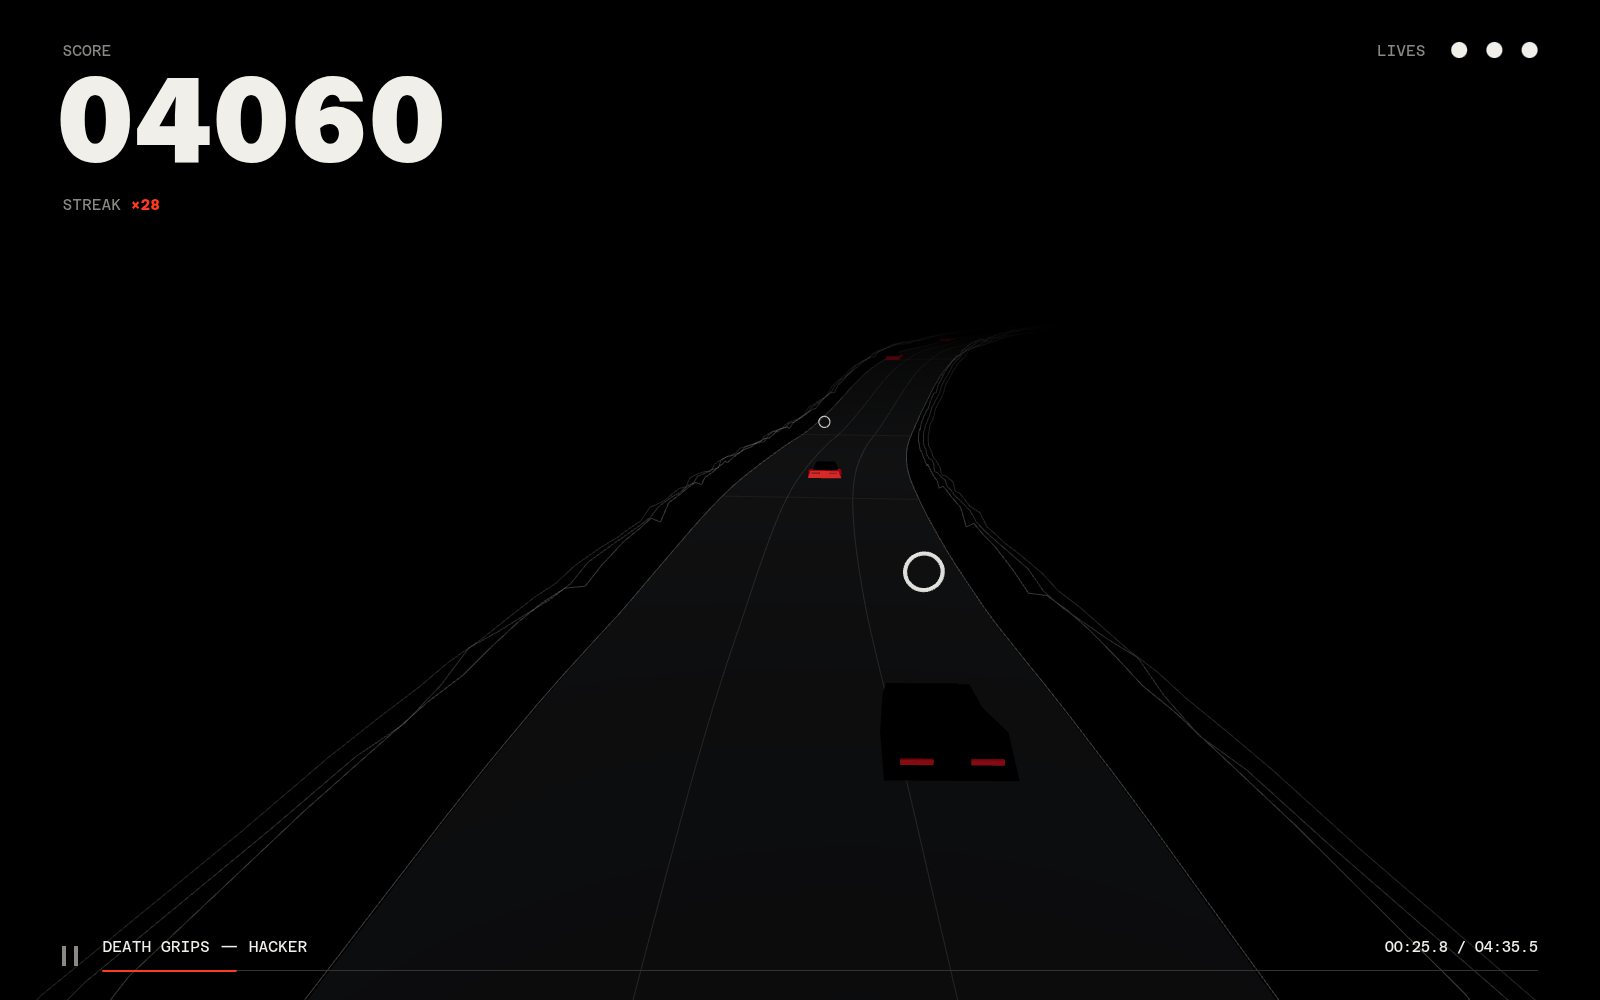 SCORE
04060
STREAK ×28
LIVES
DEATH GRIPS — HACKER
00:25.8 / 04:35.5